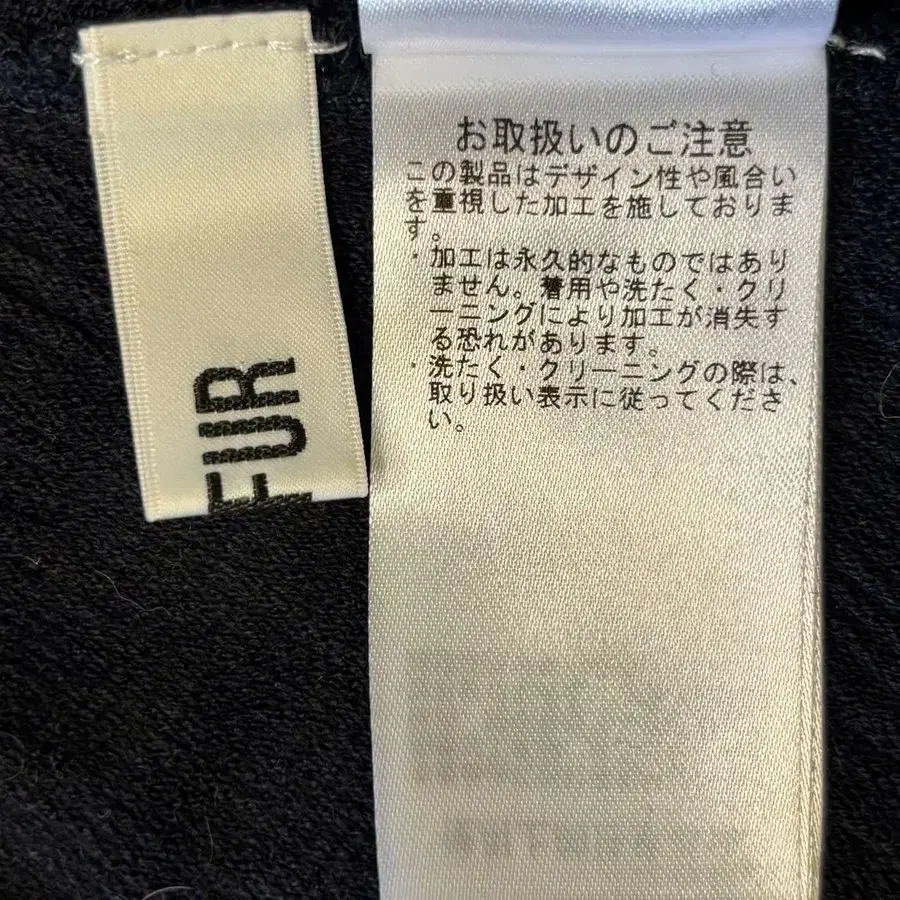 FUR
お取扱いのご注意
この製品はデザイン性や風合い
を重視した加工を施しておりま
す。
・加工は永久的なものではあり
ません。着用や洗たく・クリ
ーニングにより加工が消失す
る恐れがあります。
・洗たく・クリーニングの際は、
取り扱い表示に従ってくださ
い。